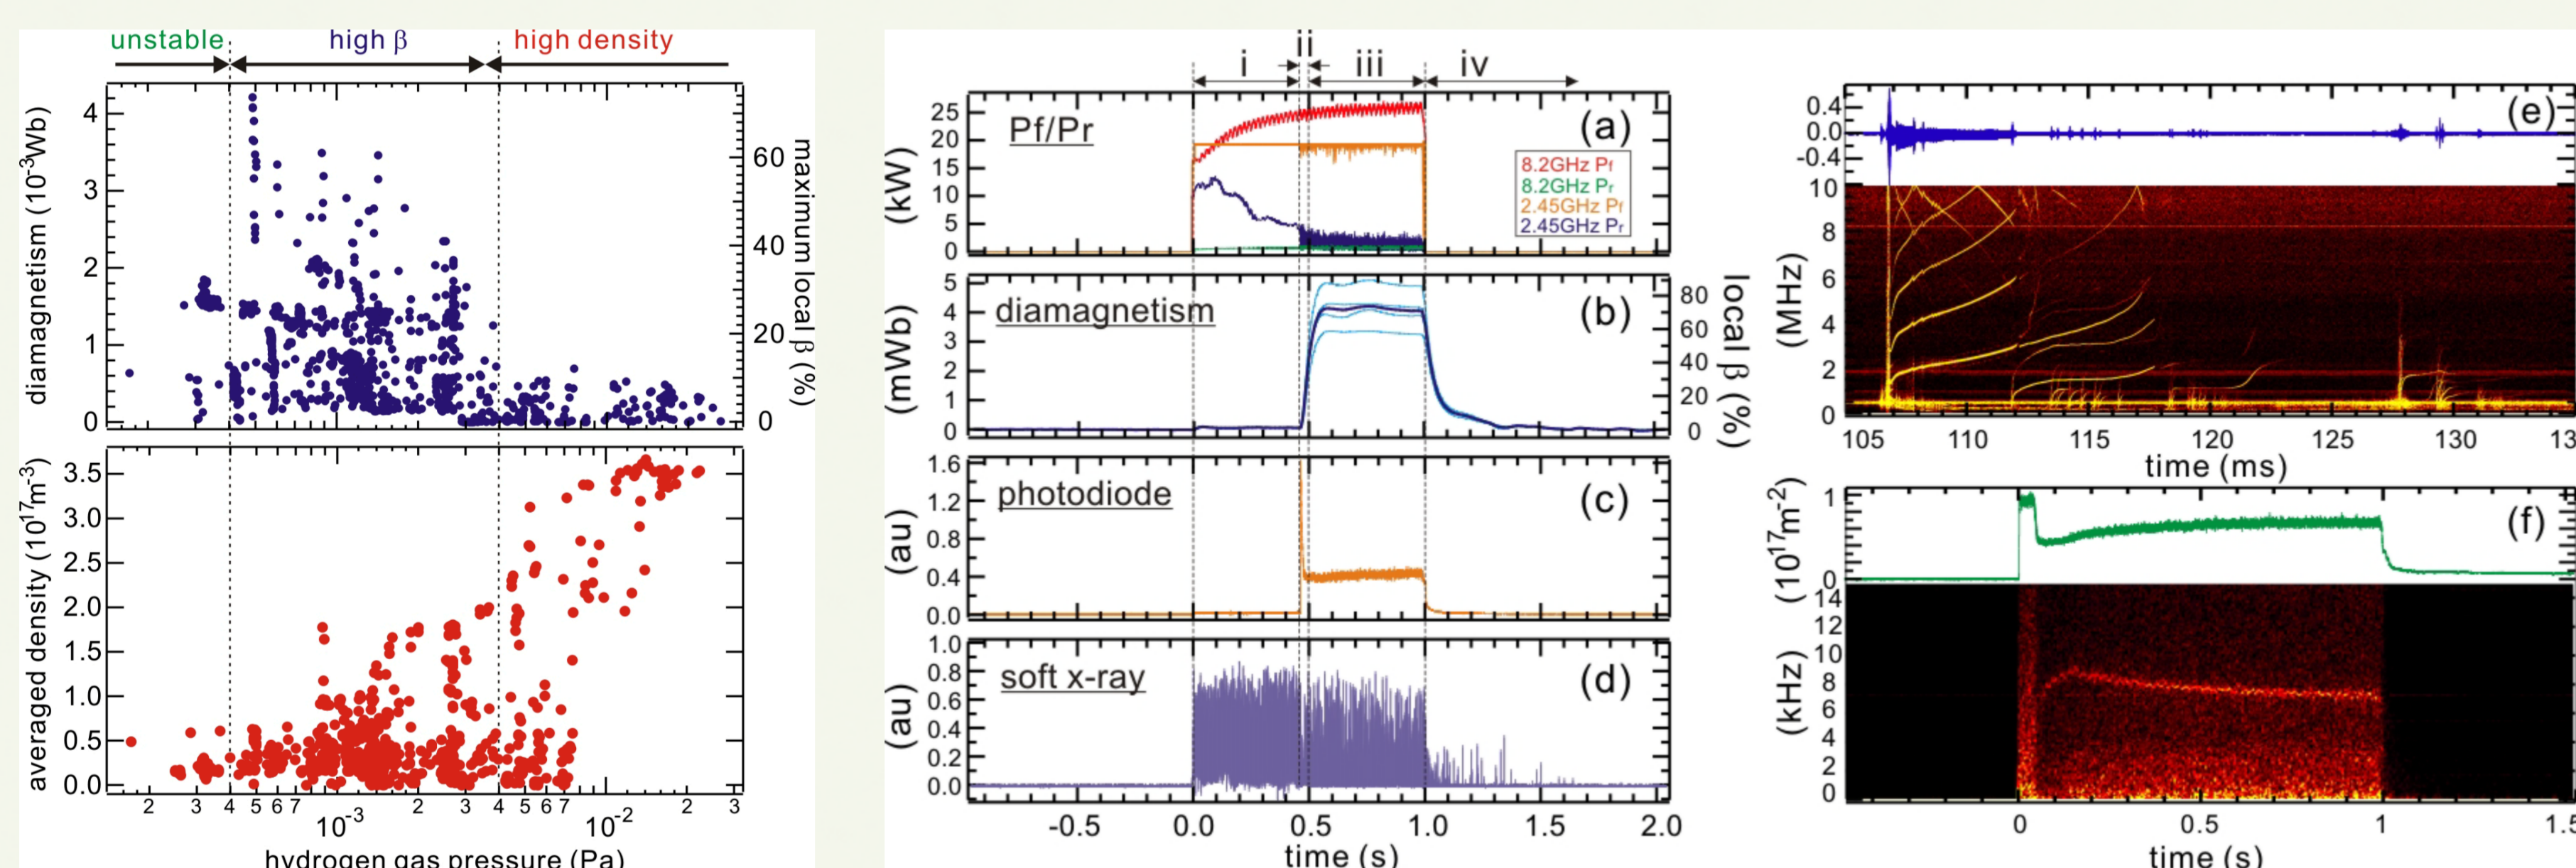 unstable high β high density
diamagnetism (10⁻³Wb)
4
3
2
1
0
maximum local β (%)
60
40
20
0
averaged density (10¹⁷m⁻³)
3.5
3.0
2.5
2.0
1.5
1.0
0.5
0.0
2 3 4 5 6 7 10⁻³ 2 3 4 5 6 7 10⁻² 2 3
hydrogen gas pressure (Pa)
i ii iii iv
Pf/Pr (a)
(kW)
25
20
15
10
5
0
8.2GHz Pf
8.2GHz Pr
2.45GHz Pf
2.45GHz Pr
diamagnetism (b)
(mWb)
5
4
3
2
1
0
local β (%)
80
60
40
20
0
photodiode (c)
(au)
1.6
1.2
0.8
0.4
0.0
soft x-ray (d)
(au)
1.0
0.8
0.6
0.4
0.2
0.0
-0.5 0.0 0.5 1.0 1.5 2.0
time (s)
(e)
0.4
0.0
-0.4
(MHz)
10
8
6
4
2
0
105 110 115 120 125 130
time (ms)
(f)
(10¹⁷m⁻²)
1
0
(kHz)
14
12
10
8
6
4
2
0
0 0.5 1 1.5
time (s)